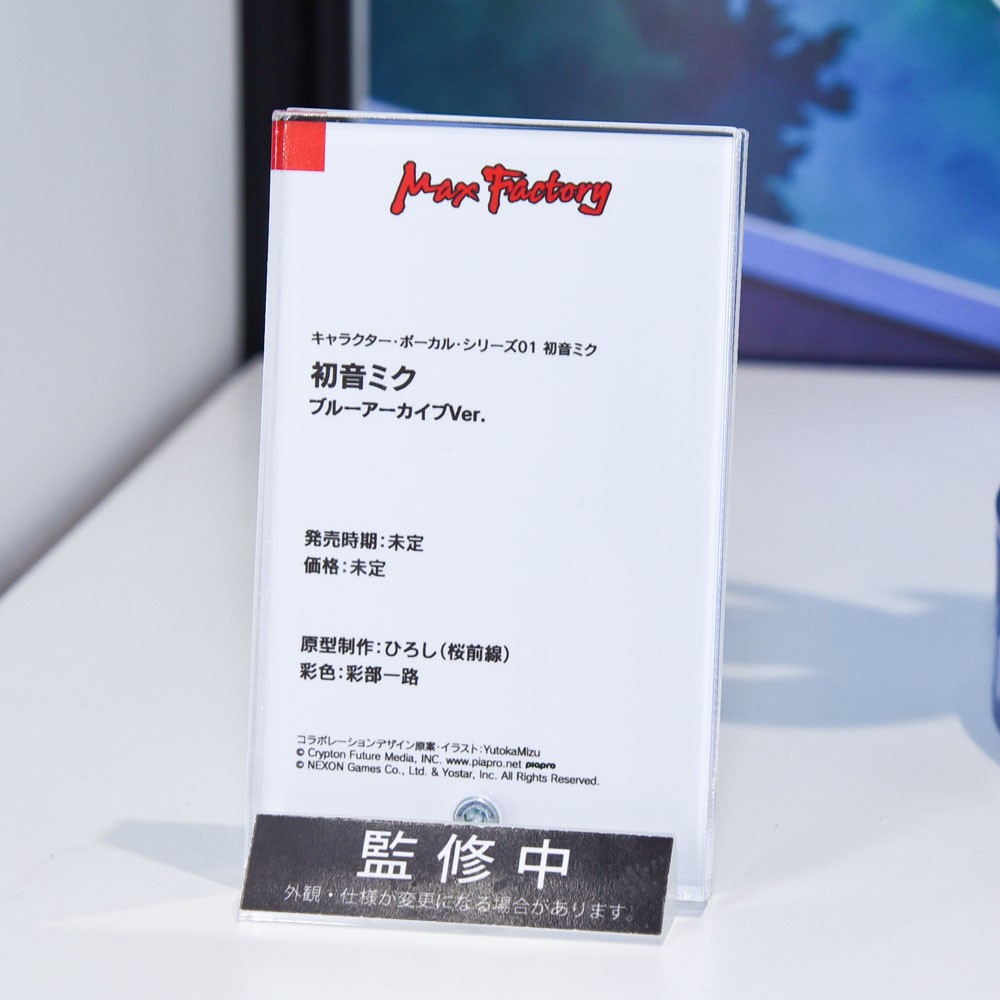 Max Factory
キャラクター・ボーカル・シリーズ01 初音ミク
初音ミク
ブルーアーカイブVer.
発売時期:未定
価格:未定
原型制作:ひろし(桜前線)
彩色:彩部一路
コラボレーションデザイン原案・イラスト:YutokaMizu
© Crypton Future Media, INC. www.piapro.net piapro
© NEXON Games Co., Ltd. & Yostar, Inc. All Rights Reserved.
監修中
外観・仕様が変更になる場合があります。